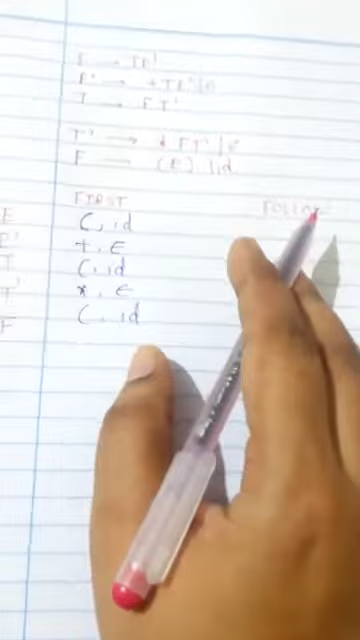 E → TE'
E' → +TE'|ϵ
T → FT'
T' → * FT'|ϵ
F → (E) |id
FIRST FOLLOW
E (, id
E' +, ϵ
T (, id
T' *, ϵ
F (, id